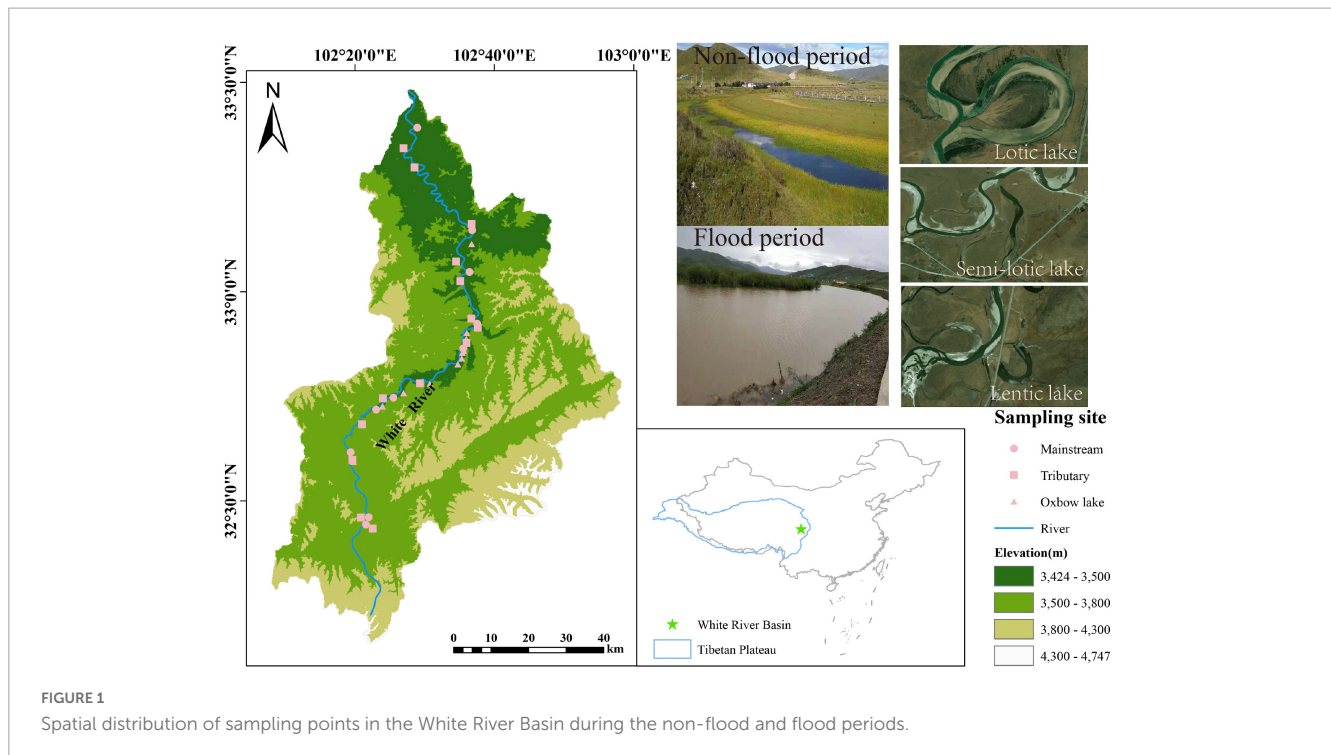 102°20'0"E
102°40'0"E
103°0'0"E
33°30'0"N
33°0'0"N
32°30'0"N
N
White River
0 10 20 30 40
km
Non-flood period
Flood period
Lotic lake
Semi-lotic lake
Lentic lake
White River Basin
Tibetan Plateau
Sampling site
Mainstream
Tributary
Oxbow lake
River
Elevation(m)
3,424 - 3,500
3,500 - 3,800
3,800 - 4,300
4,300 - 4,747
FIGURE 1
Spatial distribution of sampling points in the White River Basin during the non-flood and flood periods.